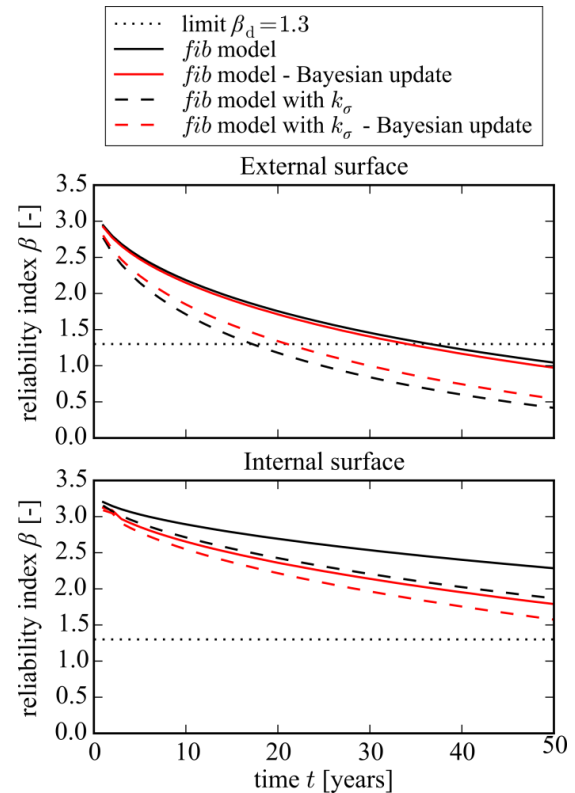 limit β_d=1.3
fib model
fib model - Bayesian update
fib model with k_σ
fib model with k_σ - Bayesian update
External surface
reliability index β [-]
3.5
3.0
2.5
2.0
1.5
1.0
0.5
0.0
Internal surface
reliability index β [-]
3.5
3.0
2.5
2.0
1.5
1.0
0.5
0.0
0 10 20 30 40 50
time t [years]